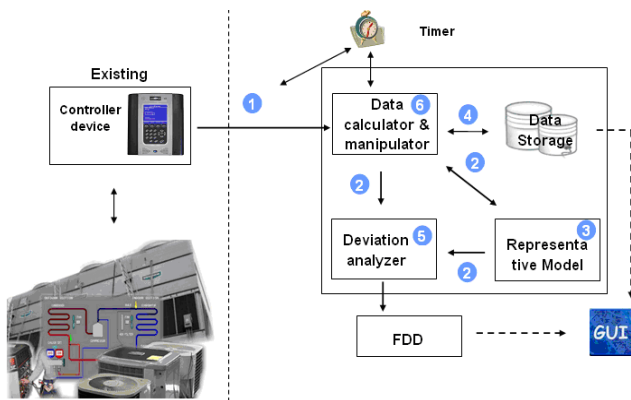 Timer
Existing
1
Controller
device
Data
calculator &
manipulator
6
4
Data
Storage
2
2
Deviation
analyzer
5
2
3
Representa
tive Model
FDD
GUI